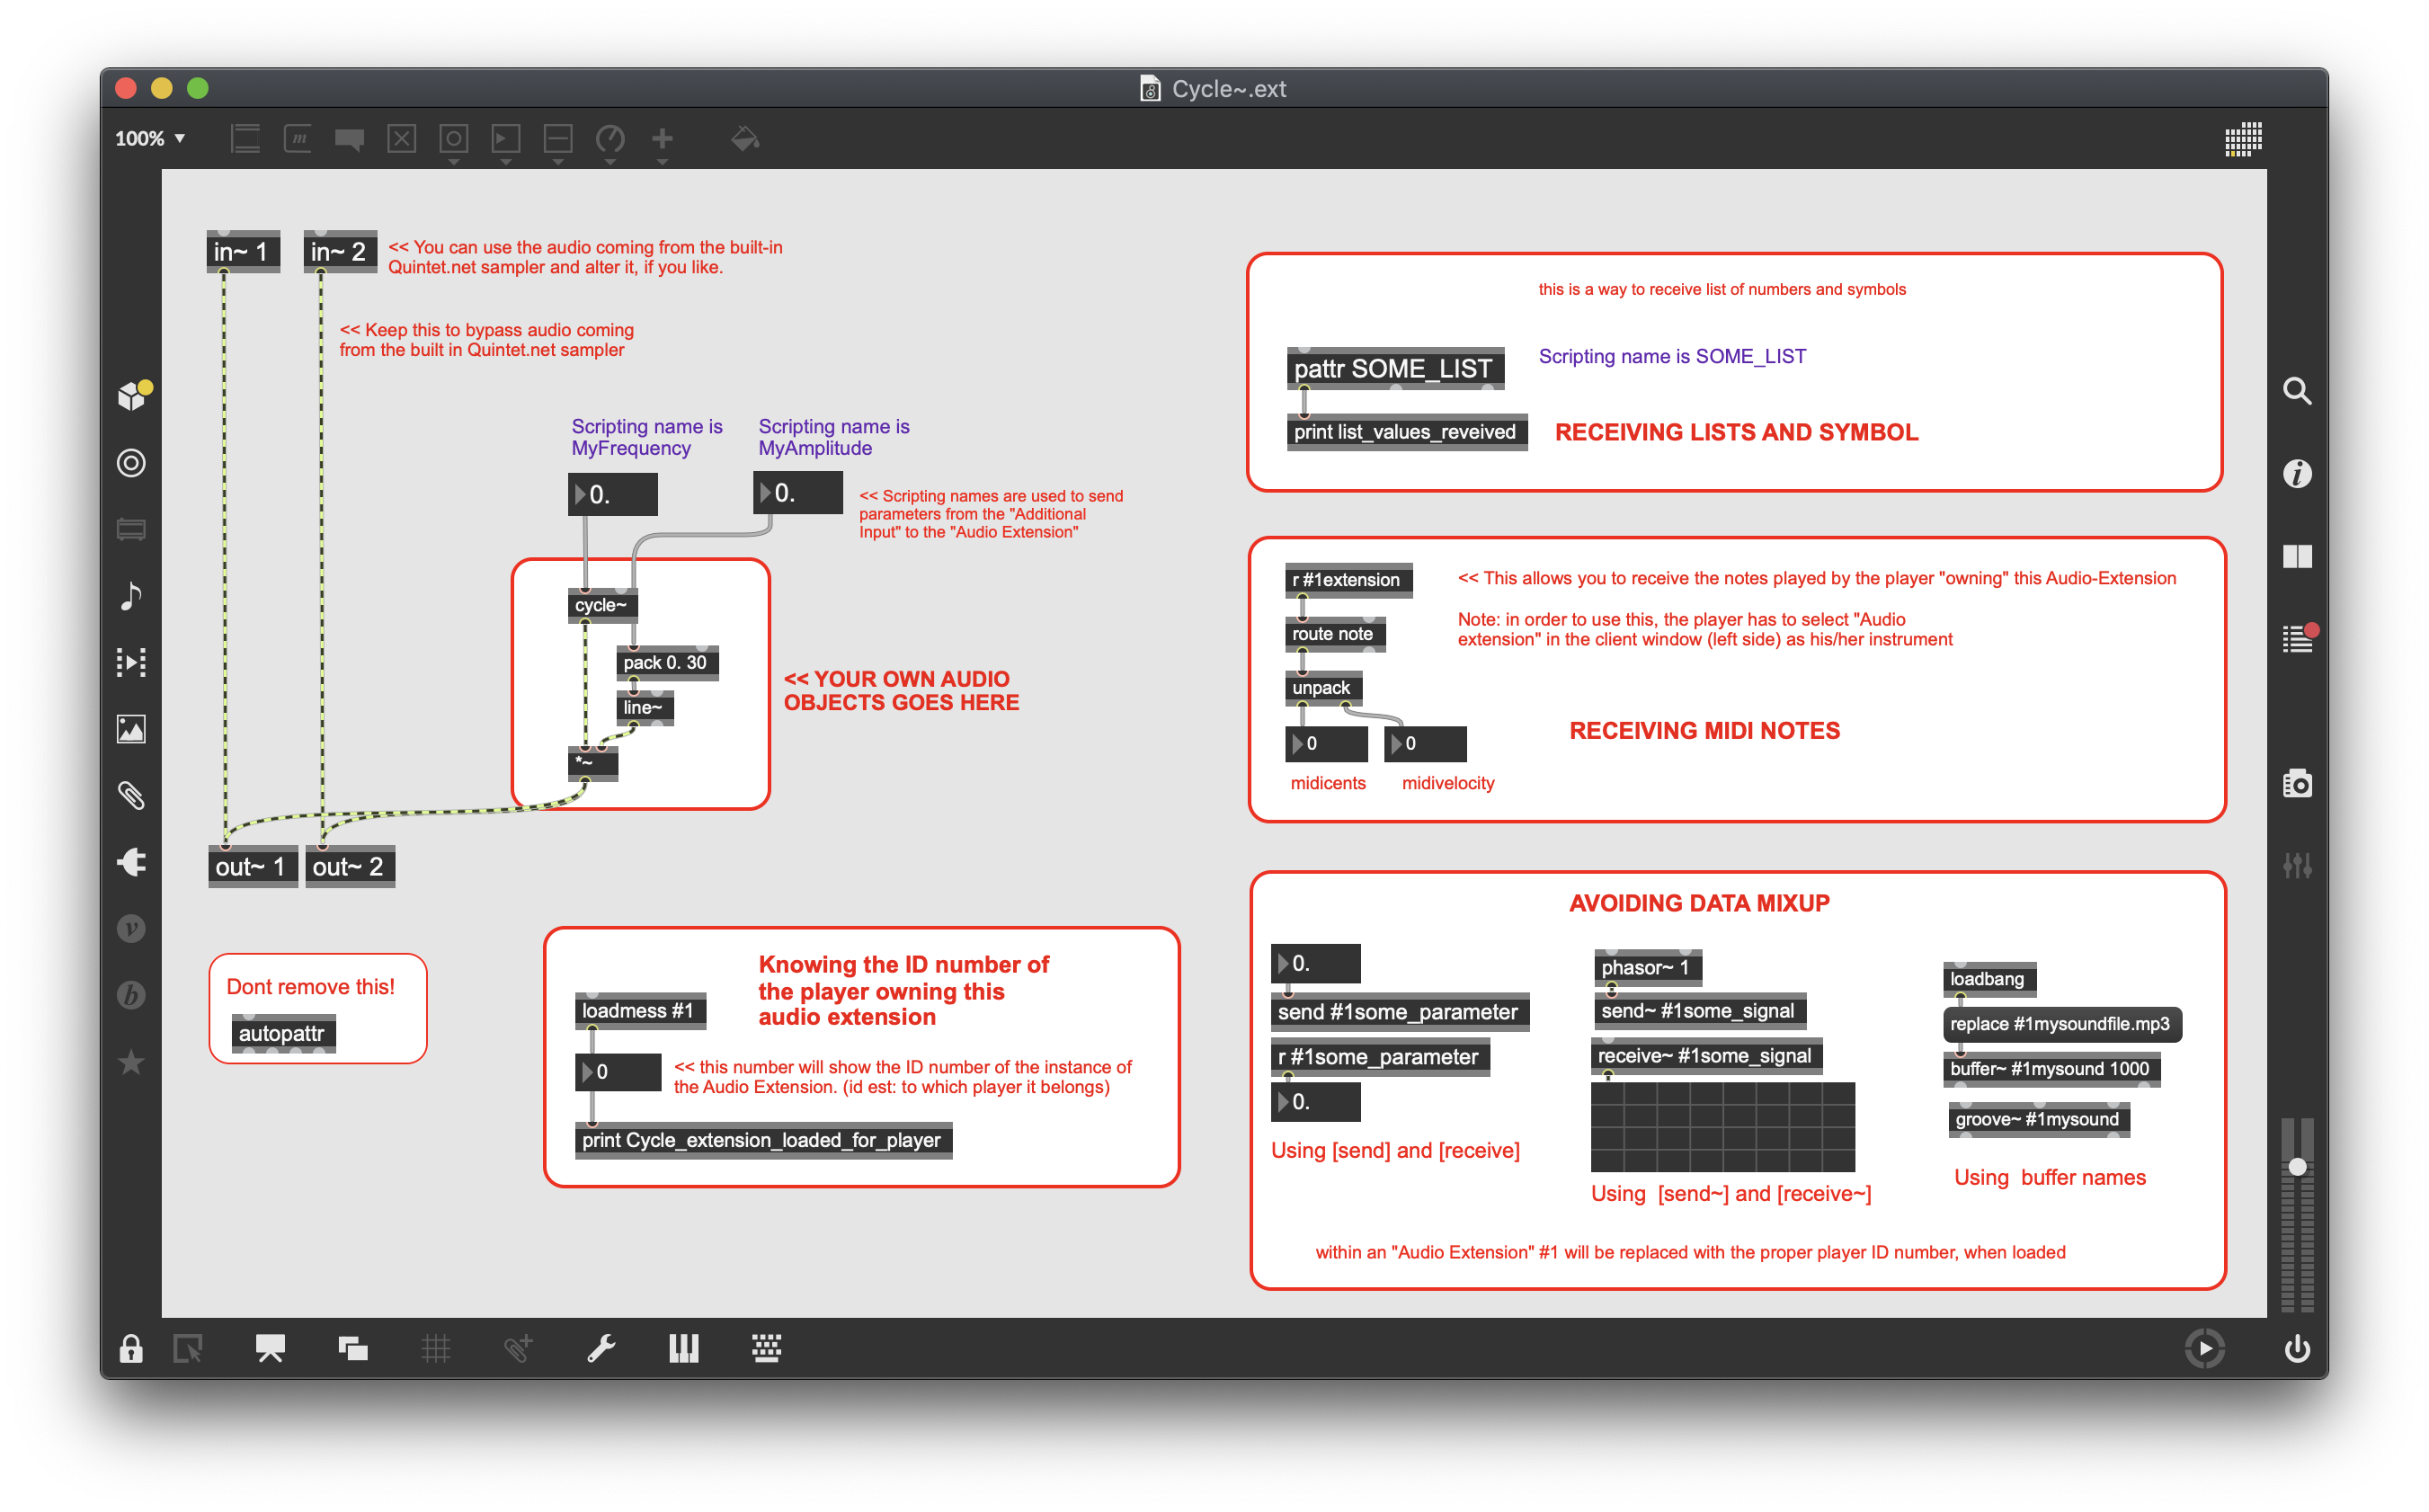 Cycle~.ext
100%
in~ 1
in~ 2
<< You can use the audio coming from the built-in
Quintet.net sampler and alter it, if you like.
<< Keep this to bypass audio coming
from the built in Quintet.net sampler
Scripting name is
MyFrequency
Scripting name is
MyAmplitude
0.
0.
<< Scripting names are used to send
parameters from the "Additional
Input" to the "Audio Extension"
cycle~
pack 0. 30
line~
*~
<< YOUR OWN AUDIO
OBJECTS GOES HERE
out~ 1
out~ 2
Dont remove this!
autopattr
Knowing the ID number of
the player owning this
audio extension
loadmess #1
0
<< this number will show the ID number of the instance of
the Audio Extension. (id est: to which player it belongs)
print Cycle_extension_loaded_for_player
this is a way to receive list of numbers and symbols
pattr SOME_LIST
Scripting name is SOME_LIST
print list_values_reveived
RECEIVING LISTS AND SYMBOL
r #1extension
<< This allows you to receive the notes played by the player "owning" this Audio-Extension
route note
Note: in order to use this, the player has to select "Audio
extension" in the client window (left side) as his/her instrument
unpack
0
0
RECEIVING MIDI NOTES
midicents
midivelocity
AVOIDING DATA MIXUP
0.
send #1some_parameter
r #1some_parameter
0.
Using [send] and [receive]
phasor~ 1
send~ #1some_signal
receive~ #1some_signal
Using  [send~] and [receive~]
loadbang
replace #1mysoundfile.mp3
buffer~ #1mysound 1000
groove~ #1mysound
Using  buffer names
within an "Audio Extension" #1 will be replaced with the proper player ID number, when loaded